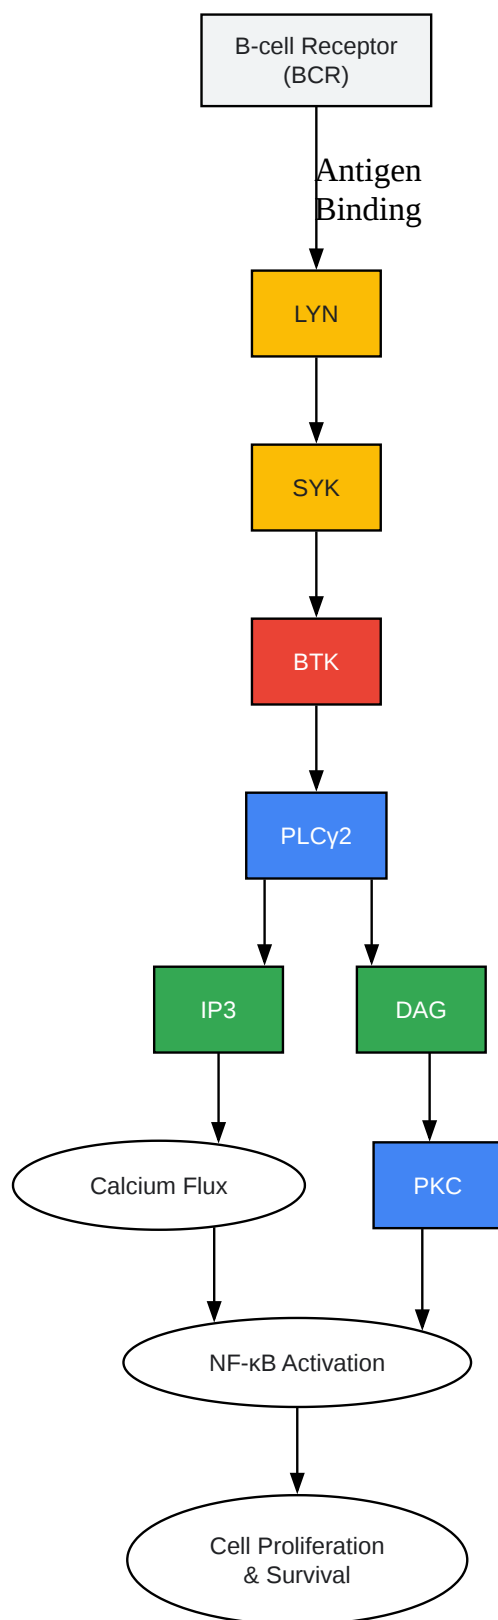 B-cell Receptor
(BCR)
Antigen
Binding
LYN
SYK
BTK
PLCγ2
IP3
DAG
Calcium Flux
PKC
NF-κB Activation
Cell Proliferation
& Survival